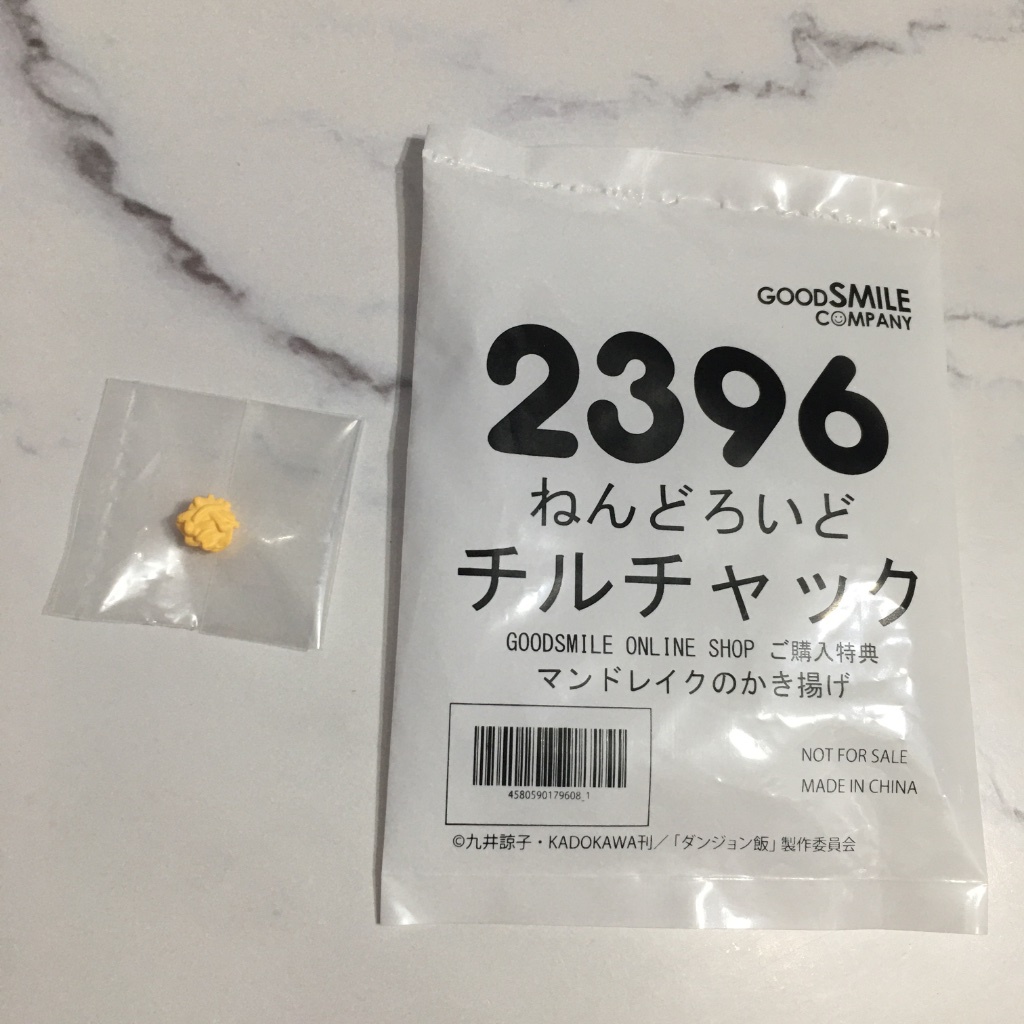 GOODSMILE
COMPANY
2396
ねんどろいど
チルチャック
GOODSMILE ONLINE SHOP ご購入特典
マンドレイクのかき揚げ
4580590179608_1
NOT FOR SALE
MADE IN CHINA
©九井諒子・KADOKAWA刊／「ダンジョン飯」製作委員会